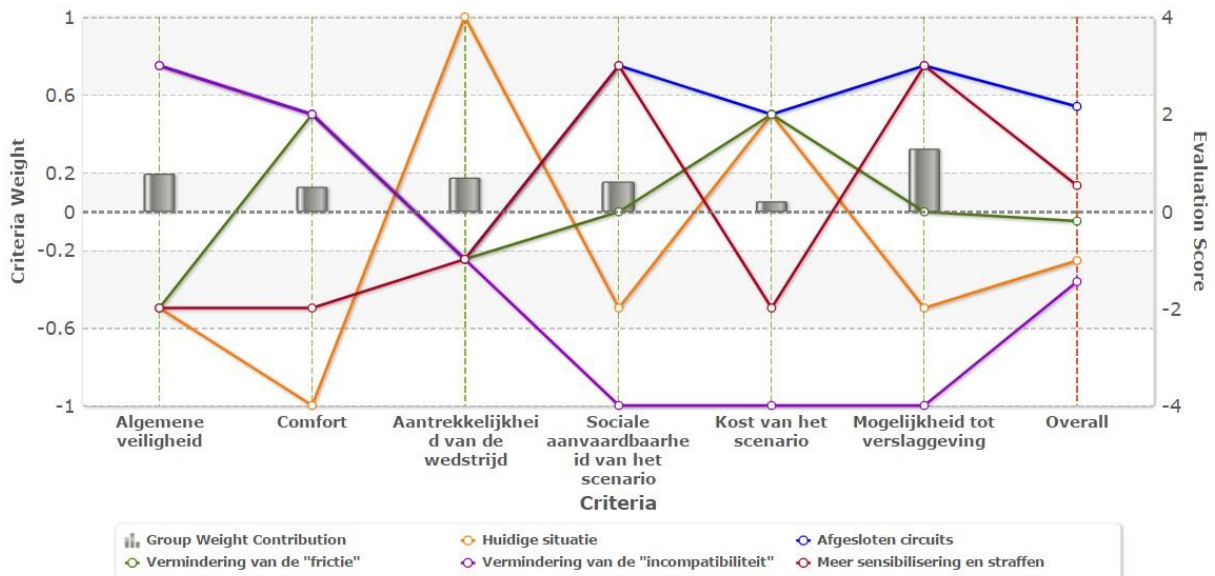 1
0.6
0.2
0
-0.2
-0.6
-1
Criteria Weight
4
2
0
-2
-4
Evaluation Score
Algemene
veiligheid
Comfort
Aantrekkelijkhei
d van de
wedstrijd
Sociale
aanvaardbaarhe
id van het
scenario
Kost van het
scenario
Mogelijkheid tot
verslaggeving
Overall
Criteria
Group Weight Contribution
Huidige situatie
Afgesloten circuits
Vermindering van de "frictie"
Vermindering van de "incompatibiliteit"
Meer sensibilisering en straffen